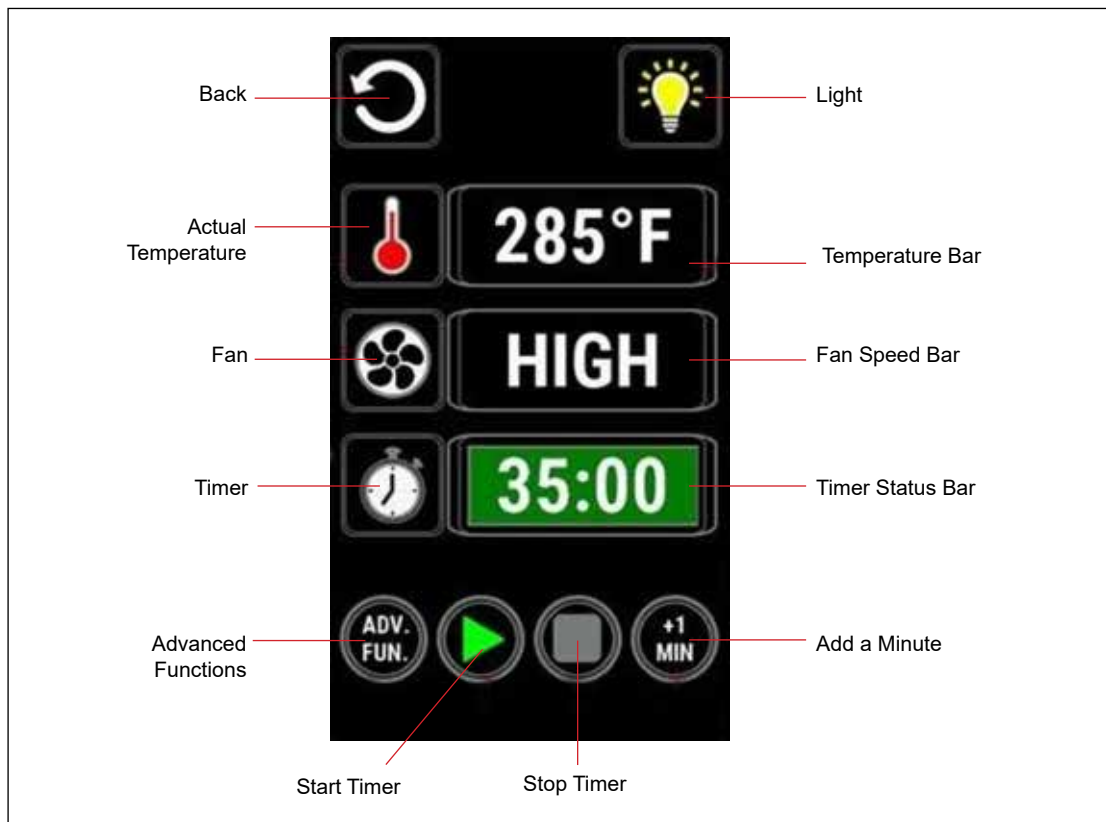 Back
Light
Actual
Temperature
285°F
Temperature Bar
Fan
HIGH
Fan Speed Bar
Timer
35:00
Timer Status Bar
Advanced
Functions
ADV.
FUN.
+1
MIN
Add a Minute
Start Timer
Stop Timer